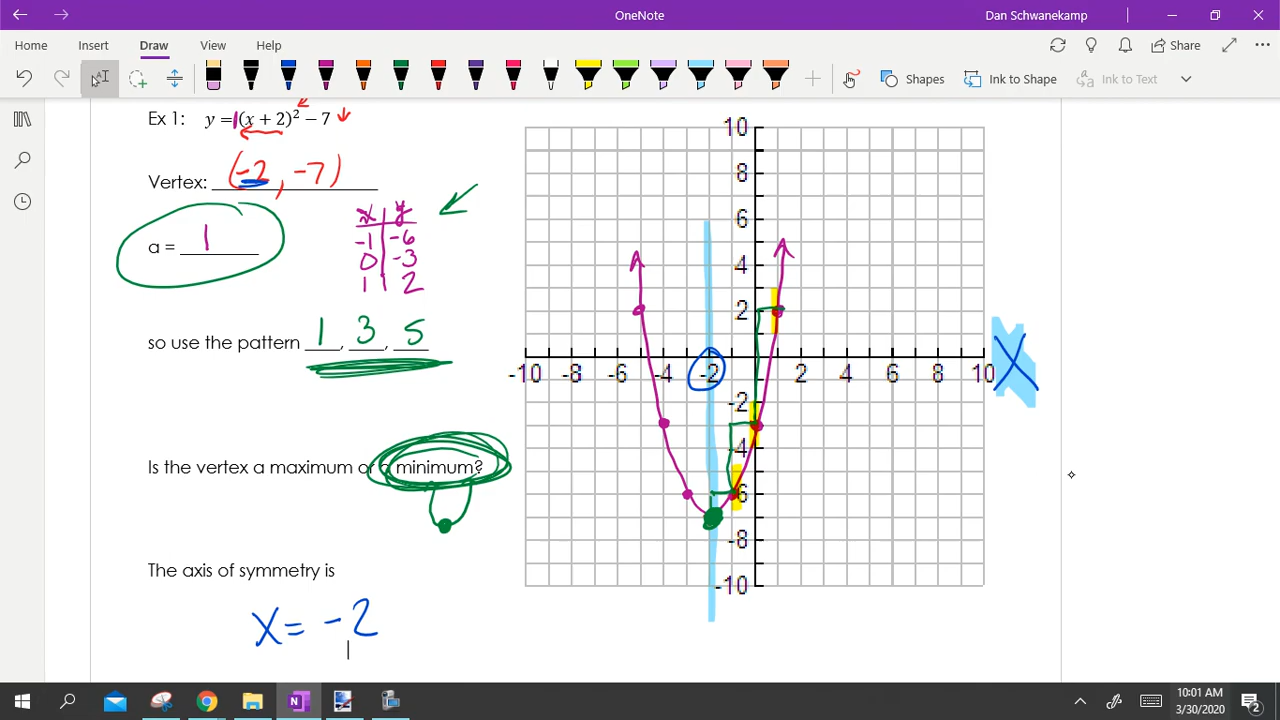 OneNote
Dan Schwanekamp
Home Insert Draw View Help
Share
Shapes Ink to Shape Ink to Text
Ex 1: y = 1(x + 2)² − 7
Vertex: (-2, -7)
a = 1
x y
-1 -6
0 -3
1 2
so use the pattern 1, 3, 5
Is the vertex a maximum or a minimum?
The axis of symmetry is
x = -2
10
8
6
4
2
-10 -8 -6 -4 -2 2 4 6 8 10 X
-2
-4
-6
-8
-10
10:01 AM
3/30/2020
2